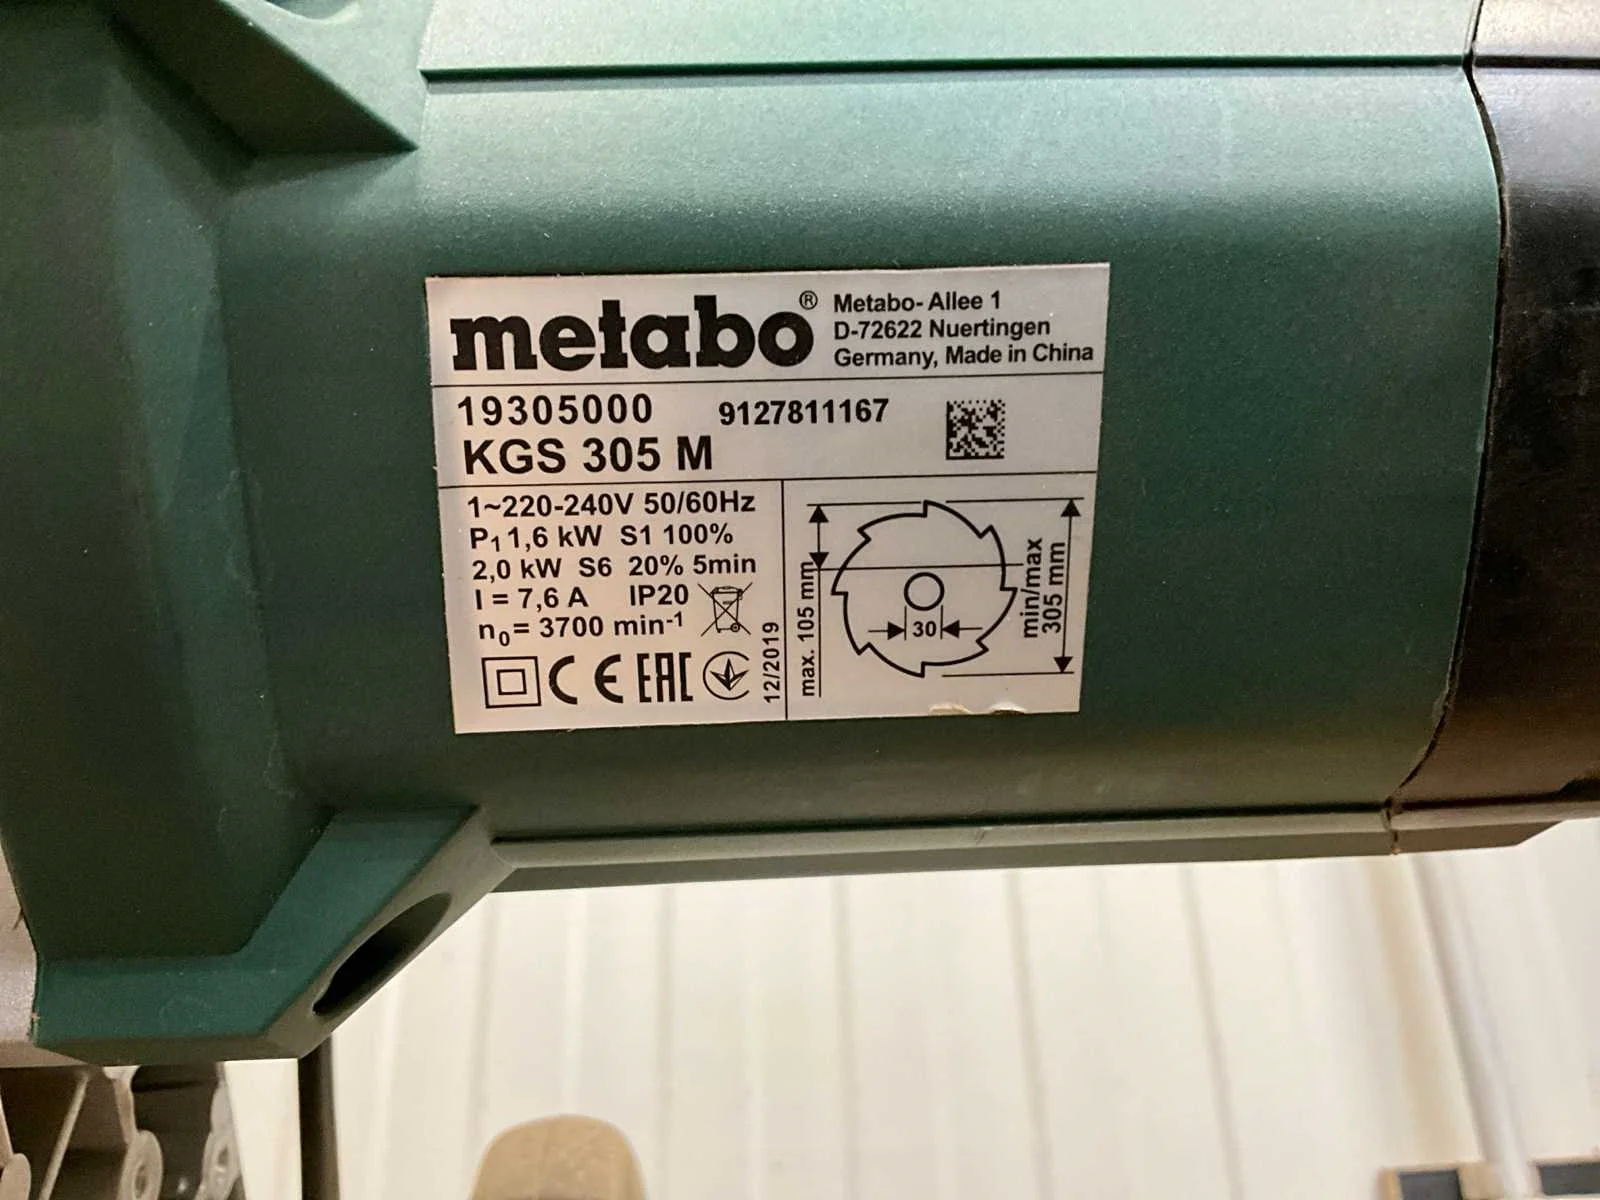 metabo®
Metabo-Allee 1
D-72622 Nuertingen
Germany, Made in China
19305000 9127811167
KGS 305 M
1~220-240V 50/60Hz
P1 1,6 kW S1 100%
2,0 kW S6 20% 5min
I = 7,6 A IP20
n0 = 3700 min-1
CE EAC
12/2019
max. 105 mm
30
min/max
305 mm